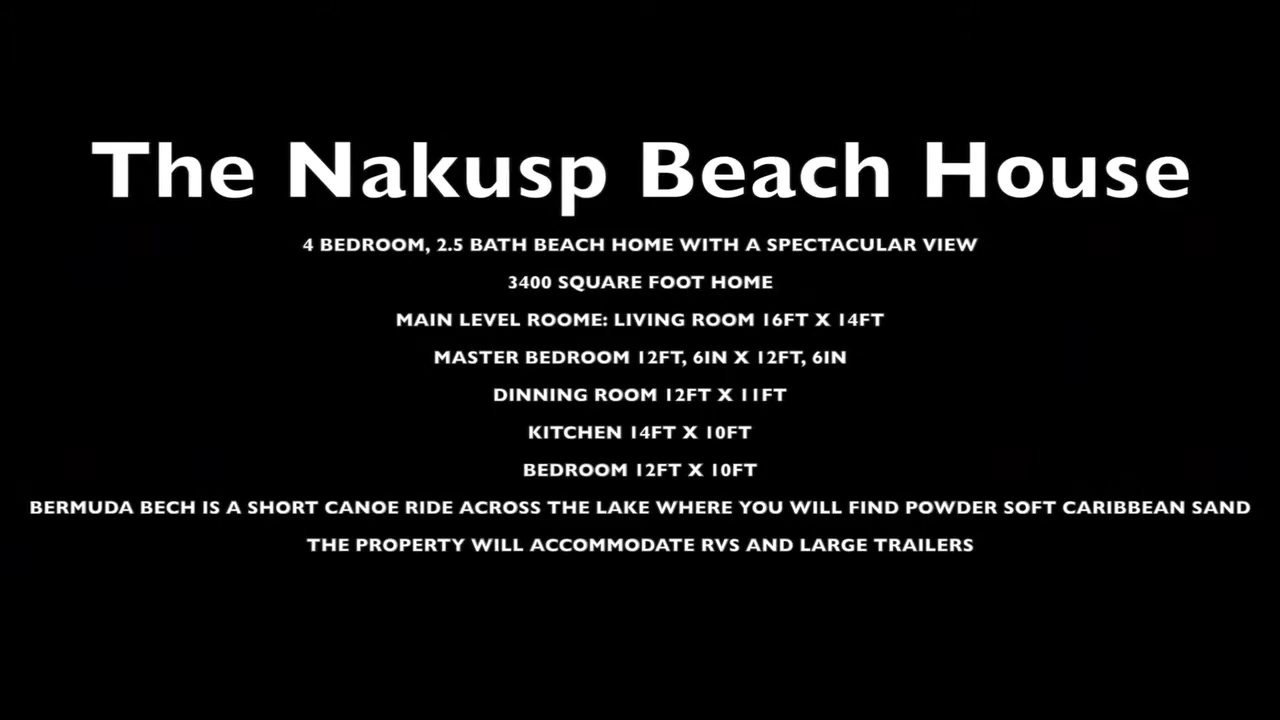 The Nakusp Beach House
4 BEDROOM, 2.5 BATH BEACH HOME WITH A SPECTACULAR VIEW
3400 SQUARE FOOT HOME
MAIN LEVEL ROOME: LIVING ROOM 16FT X 14FT
MASTER BEDROOM 12FT, 6IN X 12FT, 6IN
DINNING ROOM 12FT X 11FT
KITCHEN 14FT X 10FT
BEDROOM 12FT X 10FT
BERMUDA BECH IS A SHORT CANOE RIDE ACROSS THE LAKE WHERE YOU WILL FIND POWDER SOFT CARIBBEAN SAND
THE PROPERTY WILL ACCOMMODATE RVS AND LARGE TRAILERS